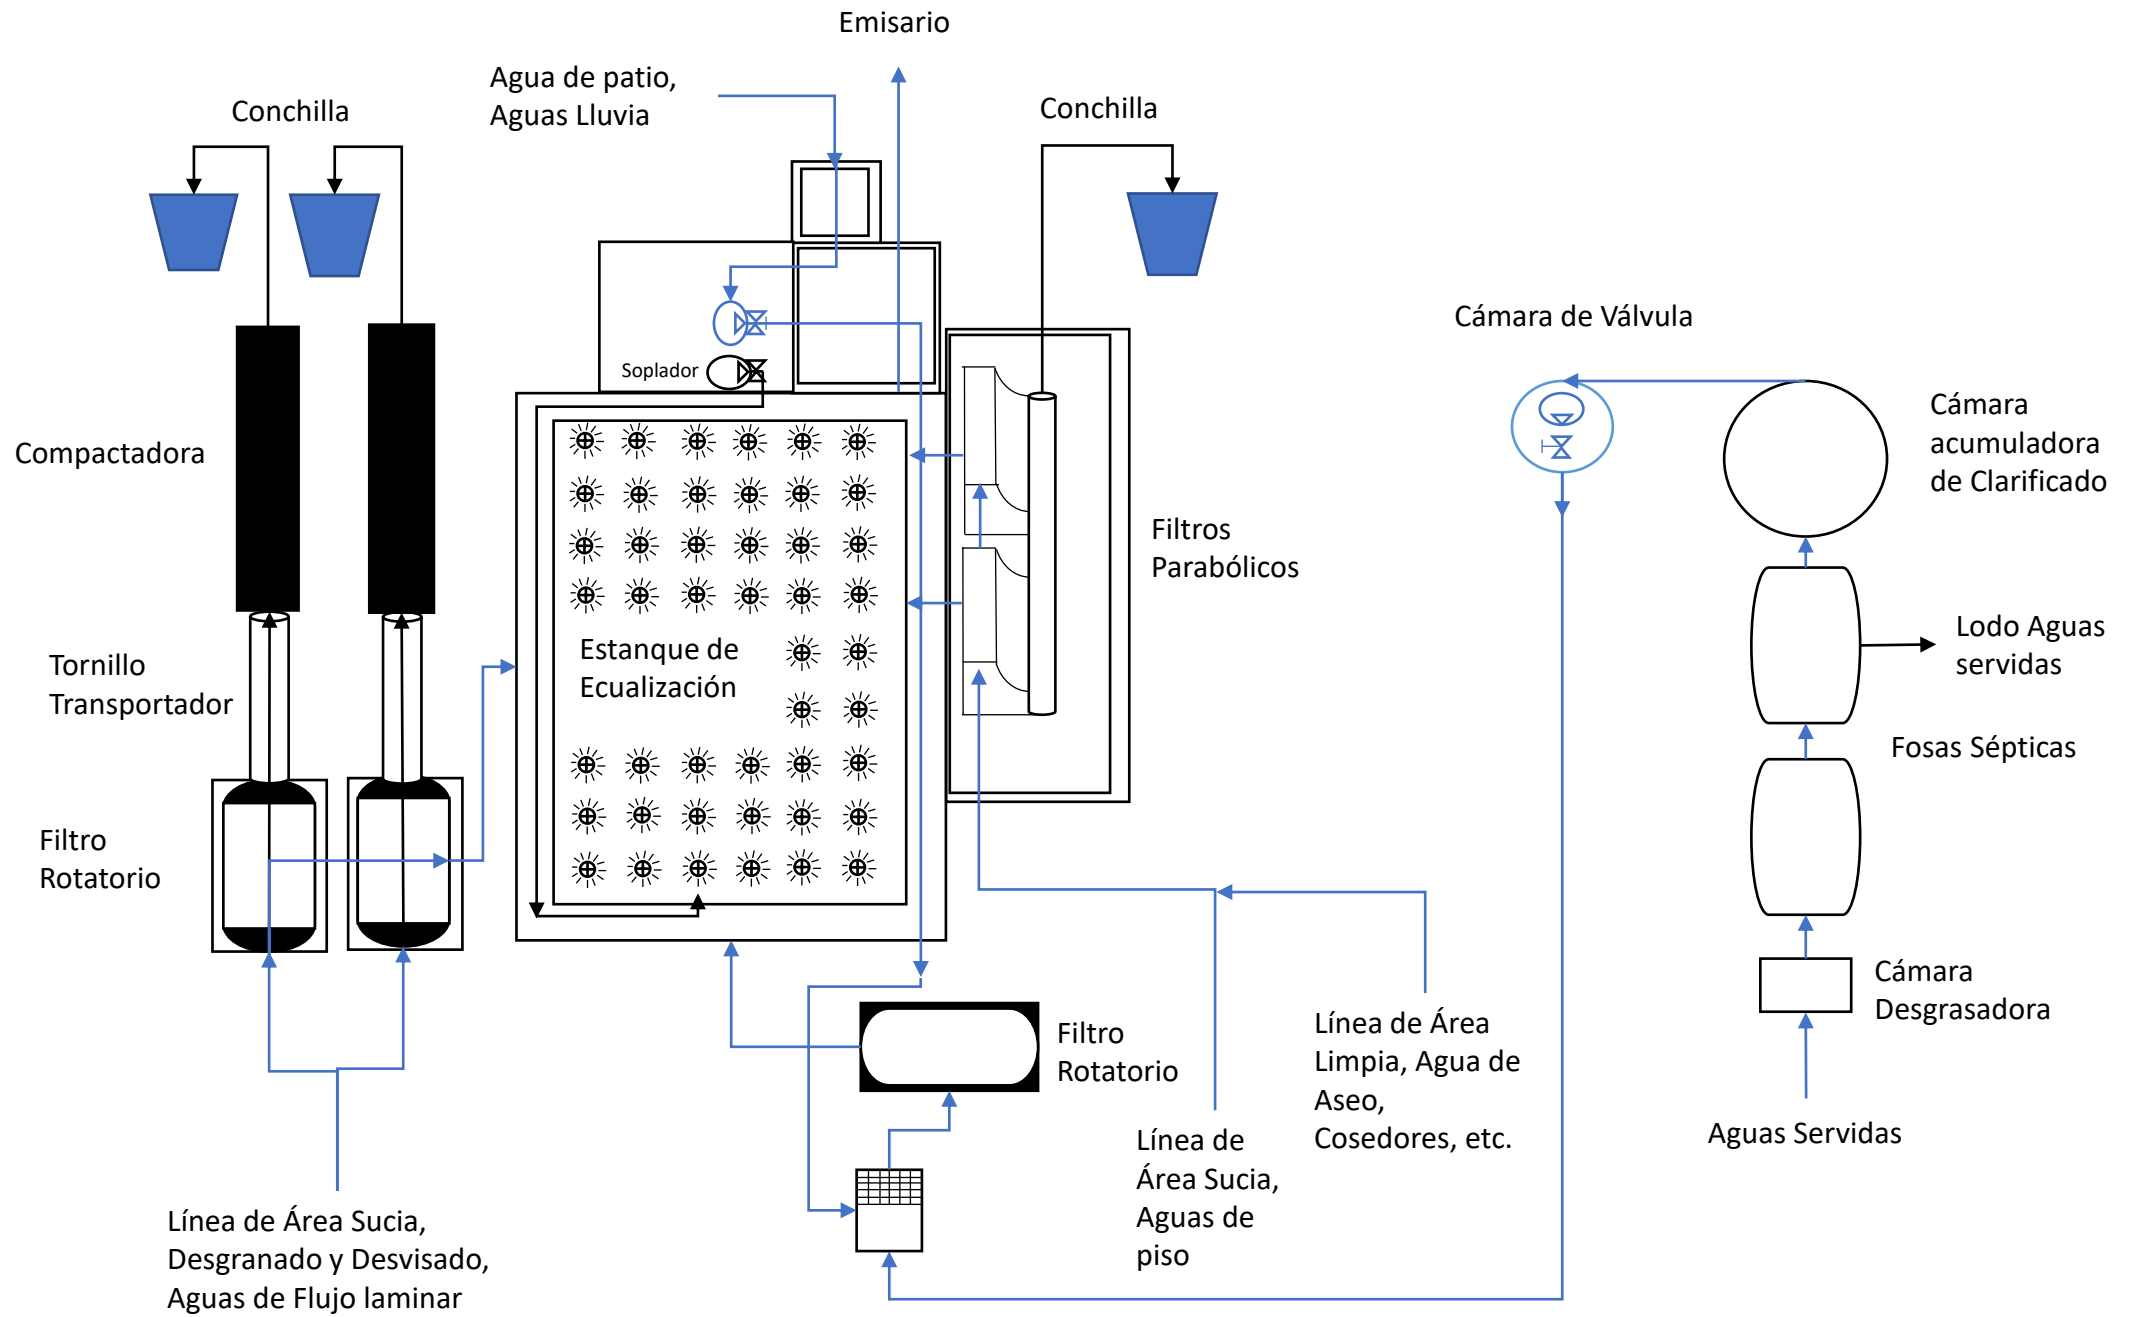 Emisario
Agua de patio,
Aguas Lluvia
Conchilla
Conchilla
Cámara de Válvula
Soplador
Compactadora
Cámara
acumuladora
de Clarificado
Filtros
Parabólicos
Estanque de
Ecualización
Lodo Aguas
servidas
Tornillo
Transportador
Fosas Sépticas
Filtro
Rotatorio
Cámara
Desgrasadora
Filtro
Rotatorio
Línea de Área
Limpia, Agua de
Aseo,
Cosedores, etc.
Línea de
Área Sucia,
Aguas de
piso
Aguas Servidas
Línea de Área Sucia,
Desgranado y Desvisado,
Aguas de Flujo laminar